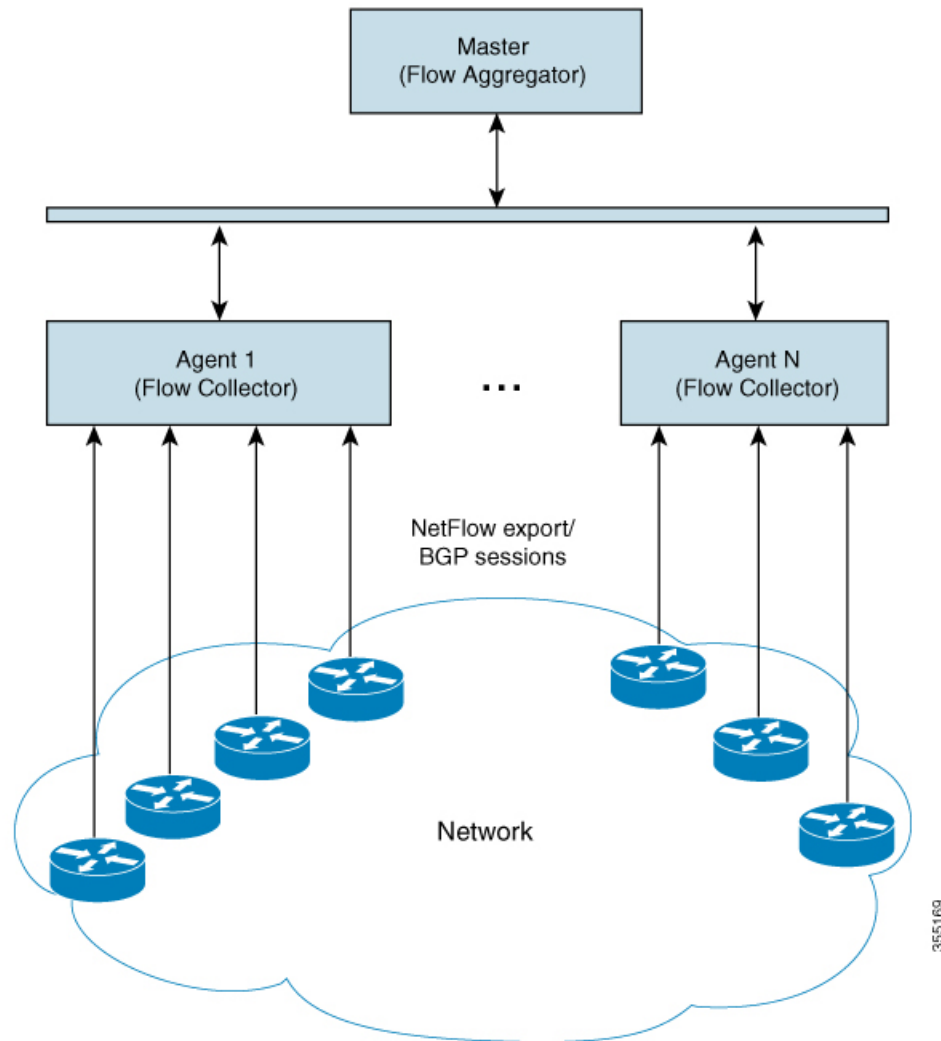 Master
(Flow Aggregator)
Agent 1
(Flow Collector)
...
Agent N
(Flow Collector)
NetFlow export/
BGP sessions
Network
355169